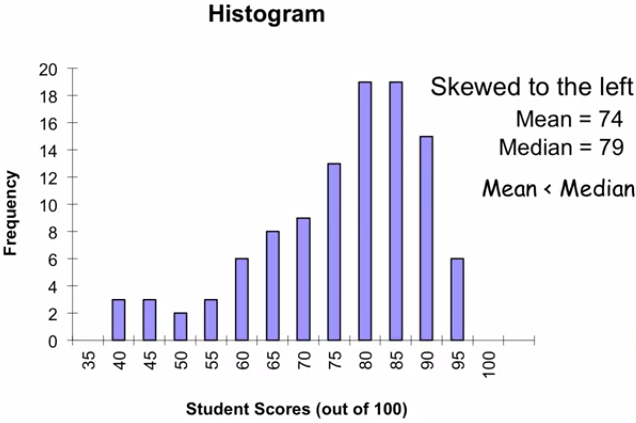 Histogram
Skewed to the left
Mean = 74
Median = 79
Mean < Median
Frequency
20
18
16
14
12
10
8
6
4
2
0
35 40 45 50 55 60 65 70 75 80 85 90 95 100
Student Scores (out of 100)